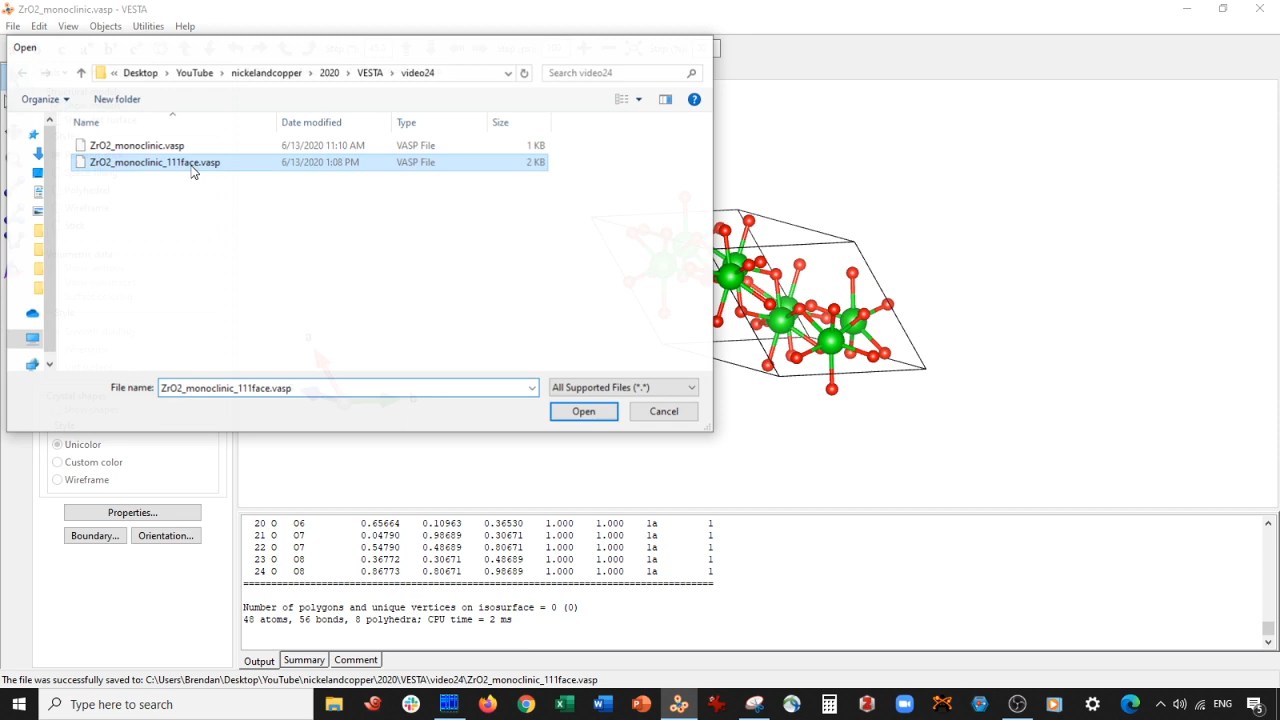 ZrO2_monoclinic.vasp - VESTA
File Edit View Objects Utilities Help
Open
« Desktop > YouTube > nickelandcopper > 2020 > VESTA > video24
Search video24
Organize New folder
Name Date modified Type Size
ZrO2_monoclinic.vasp 6/13/2020 11:10 AM VASP File 1 KB
ZrO2_monoclinic_111face.vasp 6/13/2020 1:08 PM VASP File 2 KB
File name: ZrO2_monoclinic_111face.vasp All Supported Files (*.*)
Open Cancel
Unicolor
Custom color
Wireframe
Properties...
Boundary... Orientation...
20 O O6 0.65664 0.10963 0.36530 1.000 1.000 1a 1
21 O O7 0.04790 0.98689 0.30671 1.000 1.000 1a 1
22 O O7 0.54790 0.48689 0.80671 1.000 1.000 1a 1
23 O O8 0.36772 0.30671 0.48689 1.000 1.000 1a 1
24 O O8 0.86773 0.80671 0.98689 1.000 1.000 1a 1
Number of polygons and unique vertices on isosurface = 0 (0)
48 atoms, 56 bonds, 8 polyhedra; CPU time = 2 ms
Output Summary Comment
The file was successfully saved to: C:\Users\Brendan\Desktop\YouTube\nickelandcopper\2020\VESTA\video24\ZrO2_monoclinic_111face.vasp
Type here to search
ENG